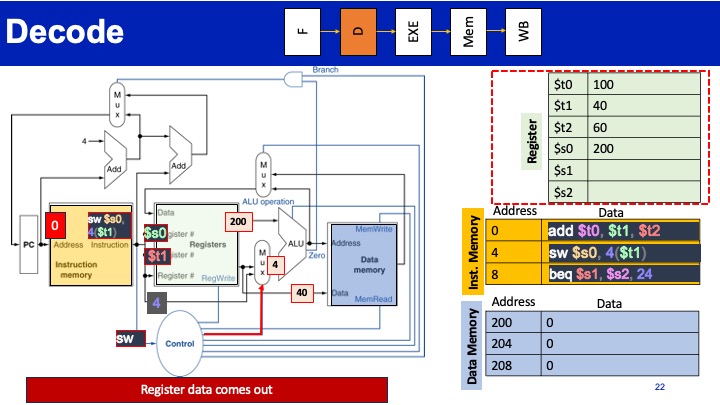 Decode
F
D
EXE
Mem
WB
Branch
M
u
x
4
Add
Add
M
u
x
ALU operation
PC
0
sw $s0,
4($t1)
Address Instruction
Instruction
memory
Data
$s0
egister #
Registers
$t1
Register #
RegWrite
200
M
u
x
4
ALU
Zero
40
MemWrite
Address
Data
memory
Data
MemRead
4
sw
Control
Register data comes out
Register
$t0 100
$t1 40
$t2 60
$s0 200
$s1
$s2
Inst. Memory
Address Data
0 add $t0, $t1, $t2
4 sw $s0, 4($t1)
8 beq $s1, $s2, 24
Data Memory
Address Data
200 0
204 0
208 0
22